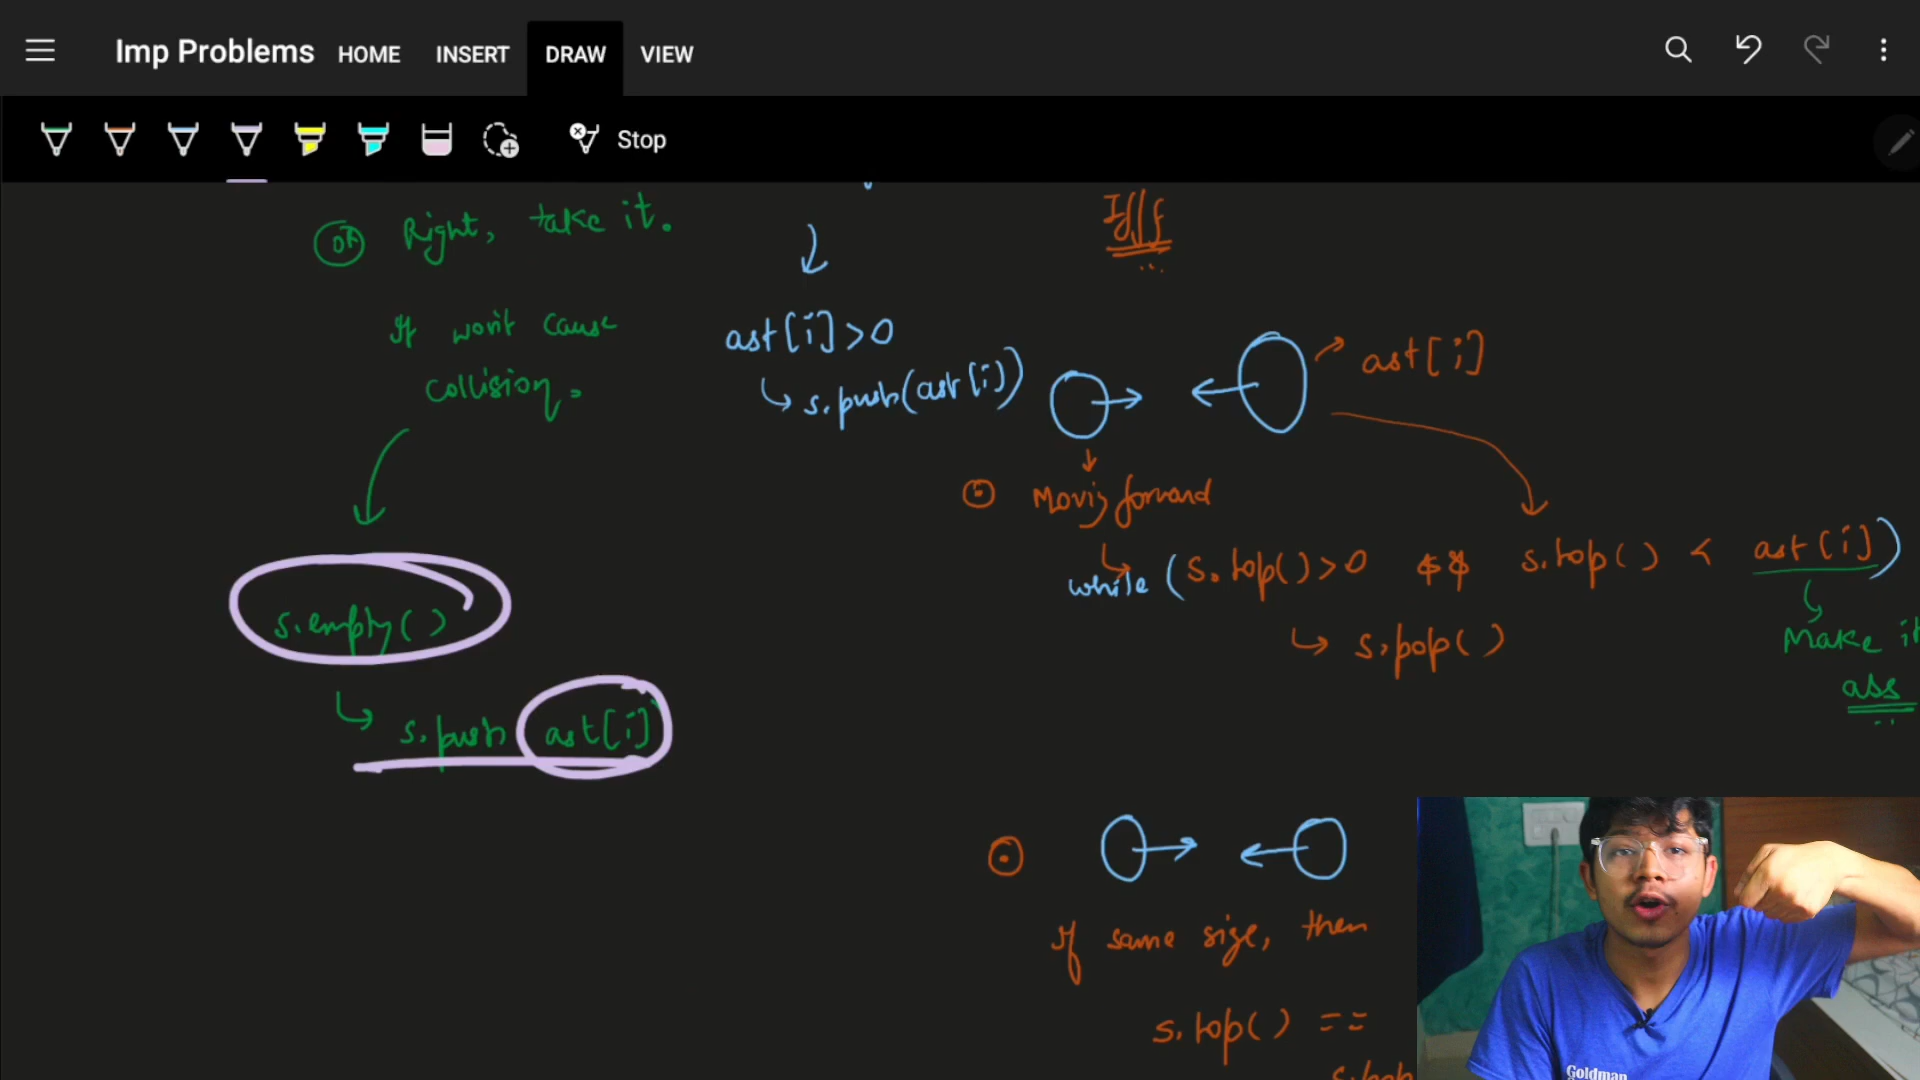 Imp Problems HOME INSERT DRAW VIEW
Stop
OR Right, take it.
It won't cause
collision.
s.empty()
s.push ast[i]
ast[i]>0
s.push(ast[i])
Iff
ast[i]
Moving forward
while (s.top()>0 && s.top() < ast[i])
s.pop()
Make it
abs
If same size, then
s.top() ==
s.pop
Goldman